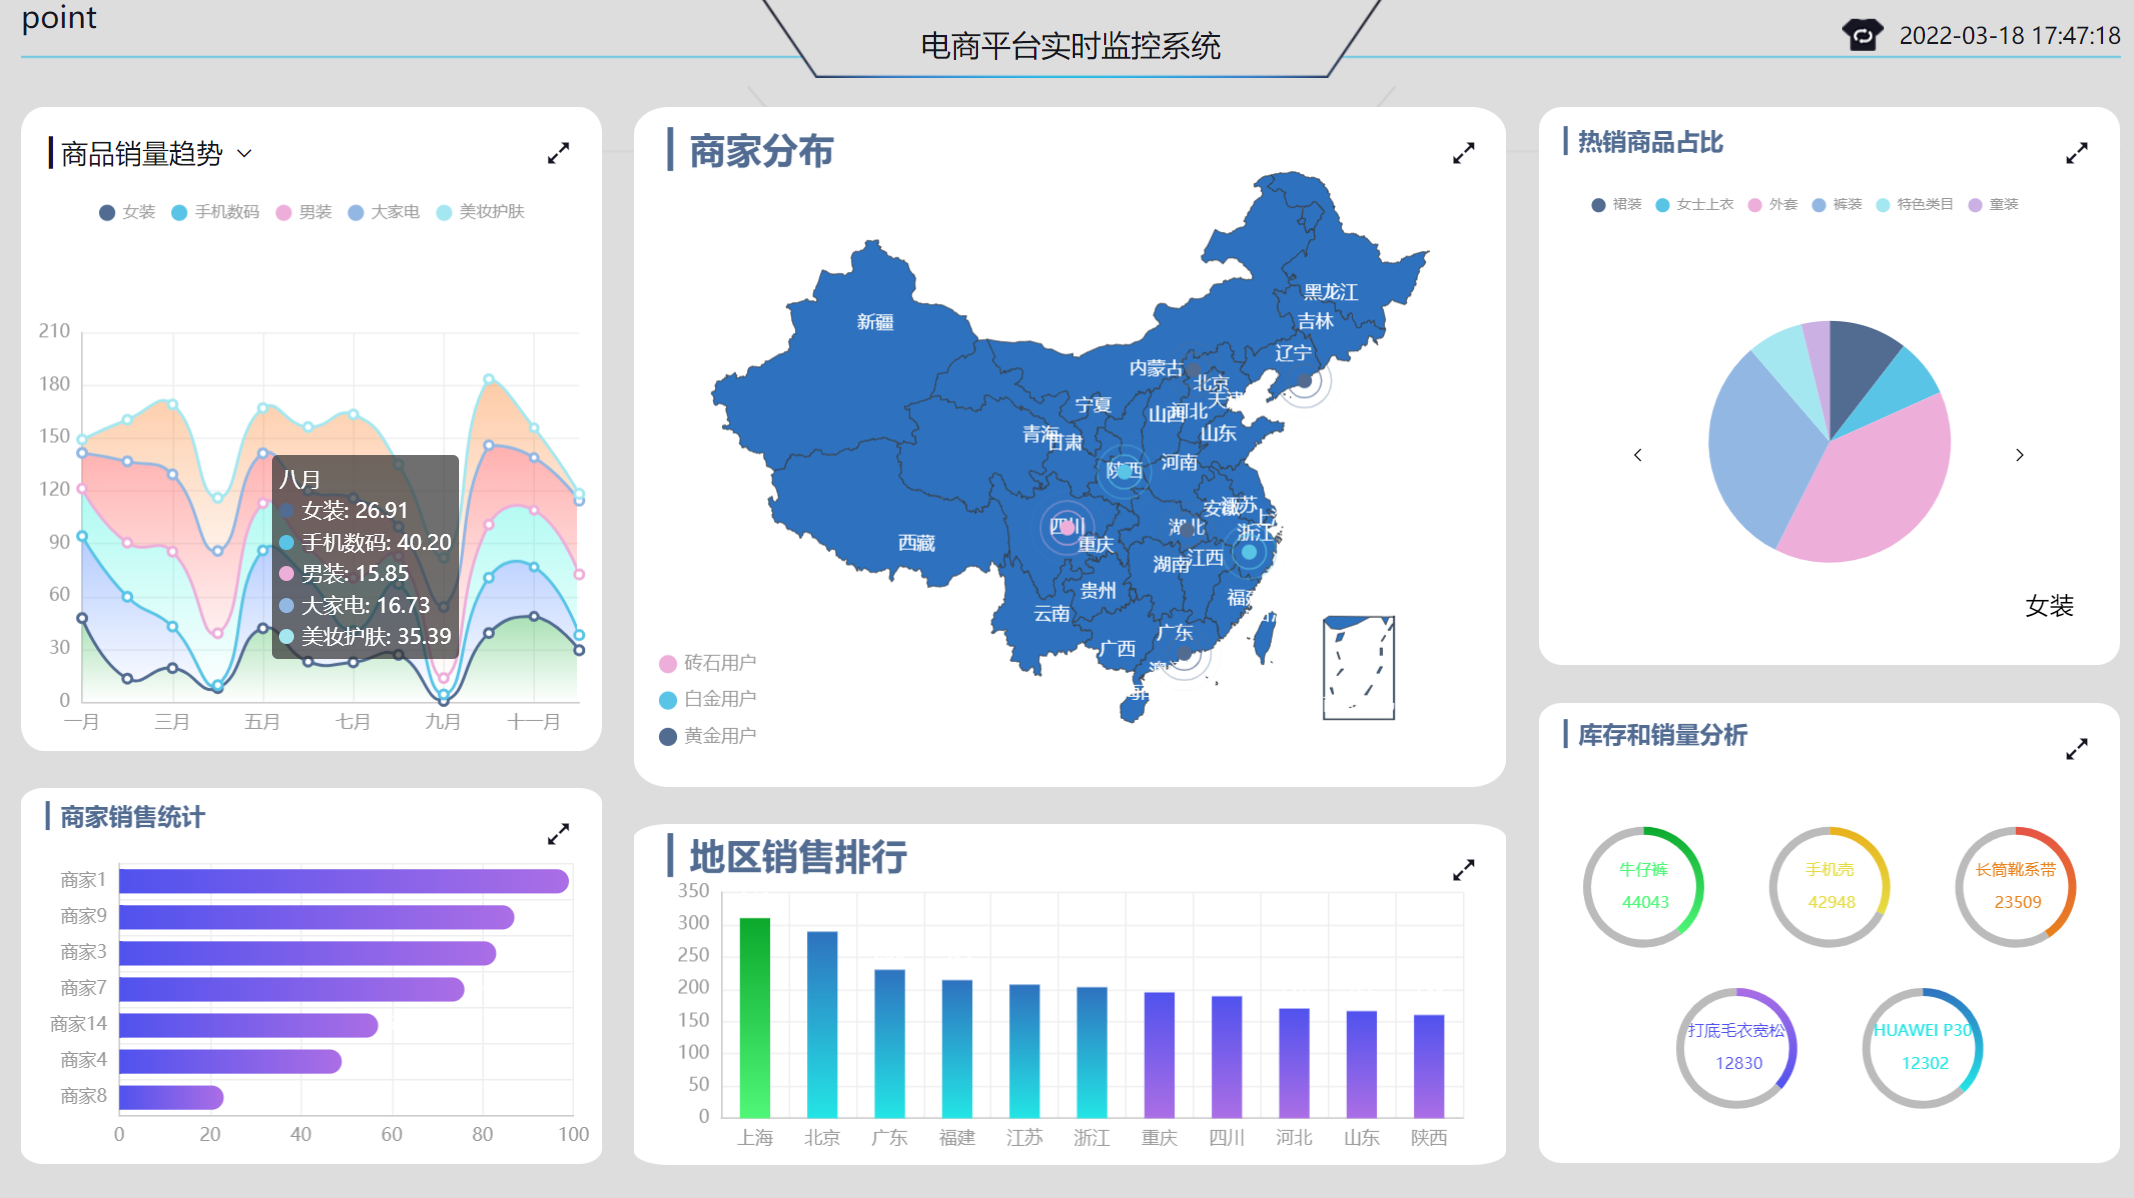 point
电商平台实时监控系统
2022-03-18 17:47:18
商品销量趋势
女装 手机数码 男装 大家电 美妆护肤
210
180
150
120
90
60
30
0
一月 三月 五月 七月 九月 十一月
八月
女装: 26.91
手机数码: 40.20
男装: 15.85
大家电: 16.73
美妆护肤: 35.39
商家销售统计
商家1
商家9
商家3
商家7
商家14
商家4
商家8
0 20 40 60 80 100
商家分布
黑龙江
吉林
新疆
辽宁
内蒙古
北京
宁夏
山西
河北
青海
甘肃
山东
陕西
河南
安徽
江苏
四川
湖北
浙江
西藏
重庆
湖南
江西
贵州
福建
云南
广东
广西
砖石用户
白金用户
黄金用户
地区销售排行
350
300
250
200
150
100
50
0
上海 北京 广东 福建 江苏 浙江 重庆 四川 河北 山东 陕西
热销商品占比
裙装 女士上衣 外套 裤装 特色类目 童装
女装
库存和销量分析
牛仔裤
44043
手机壳
42948
长筒靴系带
23509
打底毛衣宽松
12830
HUAWEI P30
12302